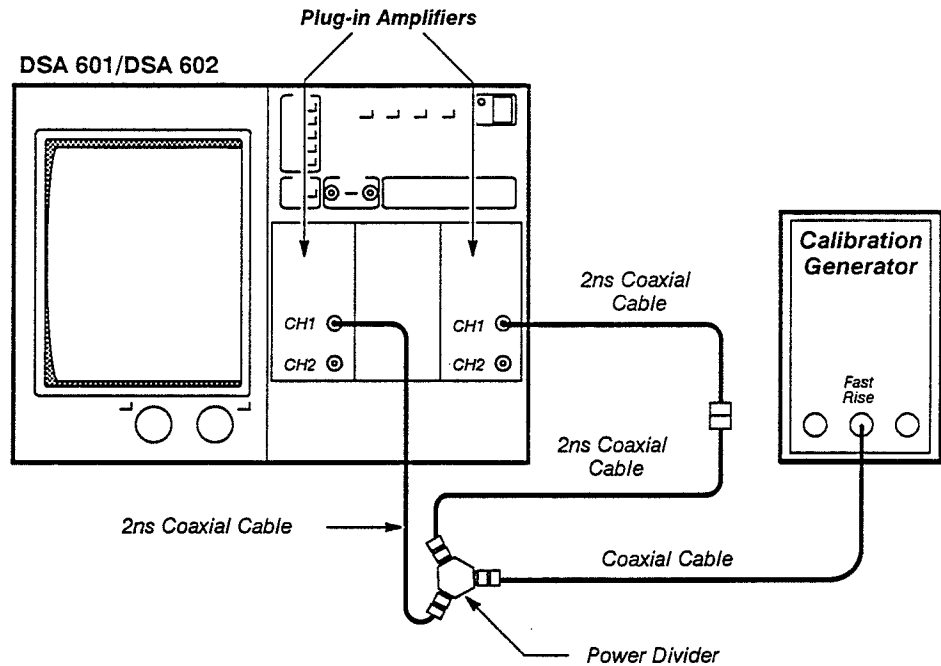 Plug-in Amplifiers
DSA 601/DSA 602
Calibration
Generator
2ns Coaxial
Cable
CH1
CH1
CH2
CH2
Fast
Rise
2ns Coaxial
Cable
2ns Coaxial Cable
Coaxial Cable
Power Divider